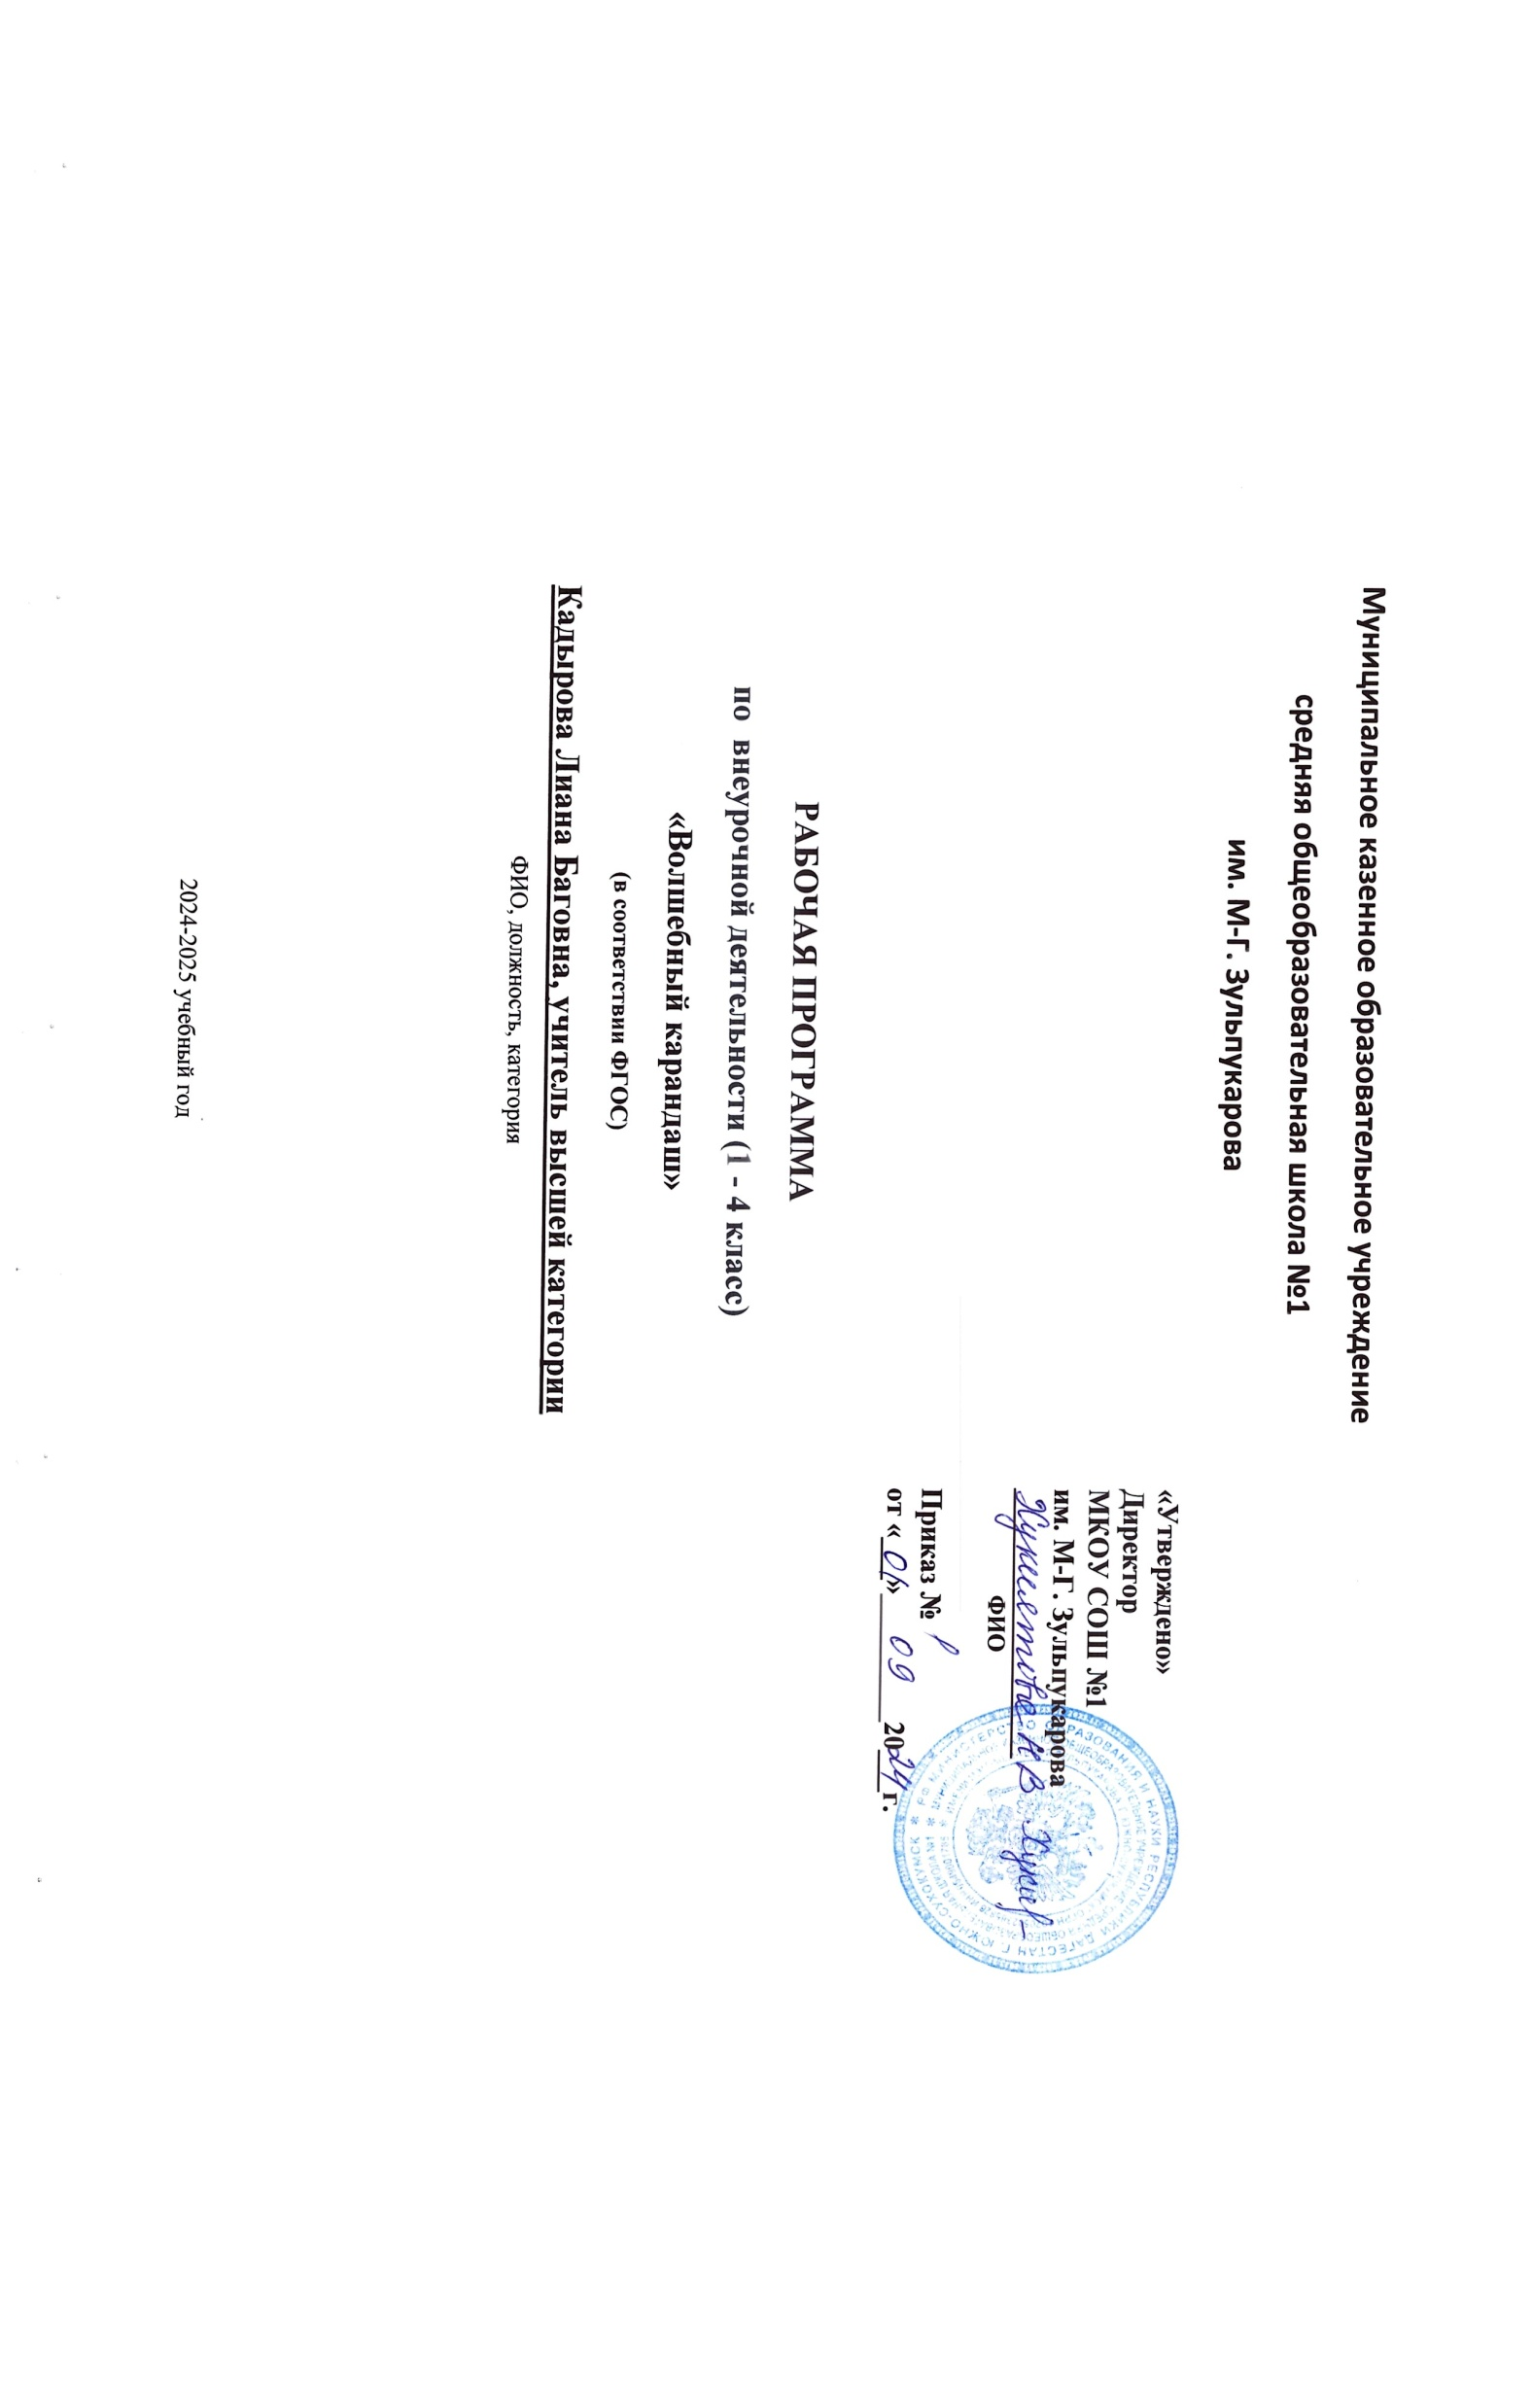 Муниципальное казенное образовательное учреждение
средняя общеобразовательная школа №1
им. М-Г. Зульпукарова
«Утверждено»
Директор
МКОУ СОШ №1
им. М-Г. Зульпукарова
ФИО
Приказ № 1
от «01» 09 2024 г.
РАБОЧАЯ ПРОГРАММА
по внеурочной деятельности (1 - 4 класс)
«Волшебный карандаш»
(в соответствии ФГОС)
Кадырова Лиана Баговна, учитель высшей категории
ФИО, должность, категория
2024-2025 учебный год